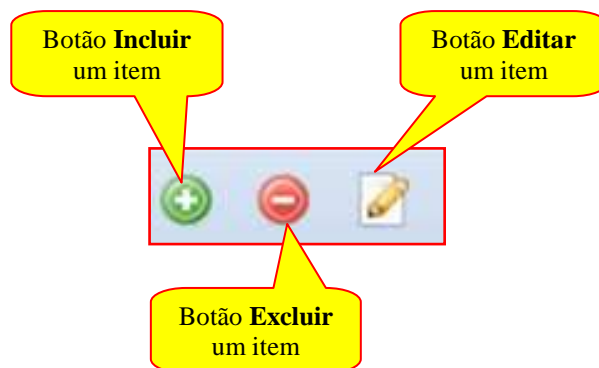 Botão Incluir
um item
Botão Editar
um item
Botão Excluir
um item